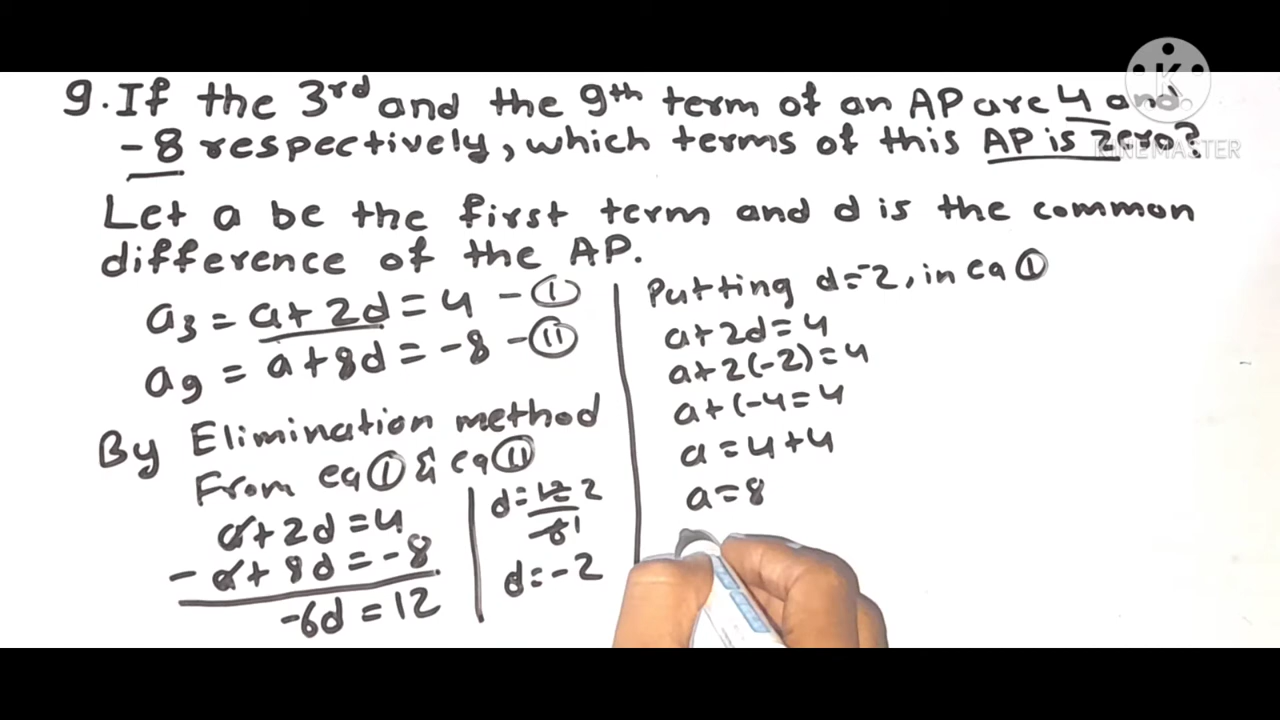 9. If the 3rd and the 9th term of an AP are 4 and
-8 respectively, which terms of this AP is zero?
KINEMASTER
Let a be the first term and d is the common
difference of the AP.
a3 = a+2d = 4 - (I)
a9 = a+8d = -8 - (II)
By Elimination method
From eq (I) & eq (II)
a+2d = 4
- a+8d = -8
-6d = 12
d = 12 2
-6 1
d = -2
Putting d=-2, in eq (I)
a+2d=4
a+2(-2)=4
a+(-4=4
a=4+4
a=8